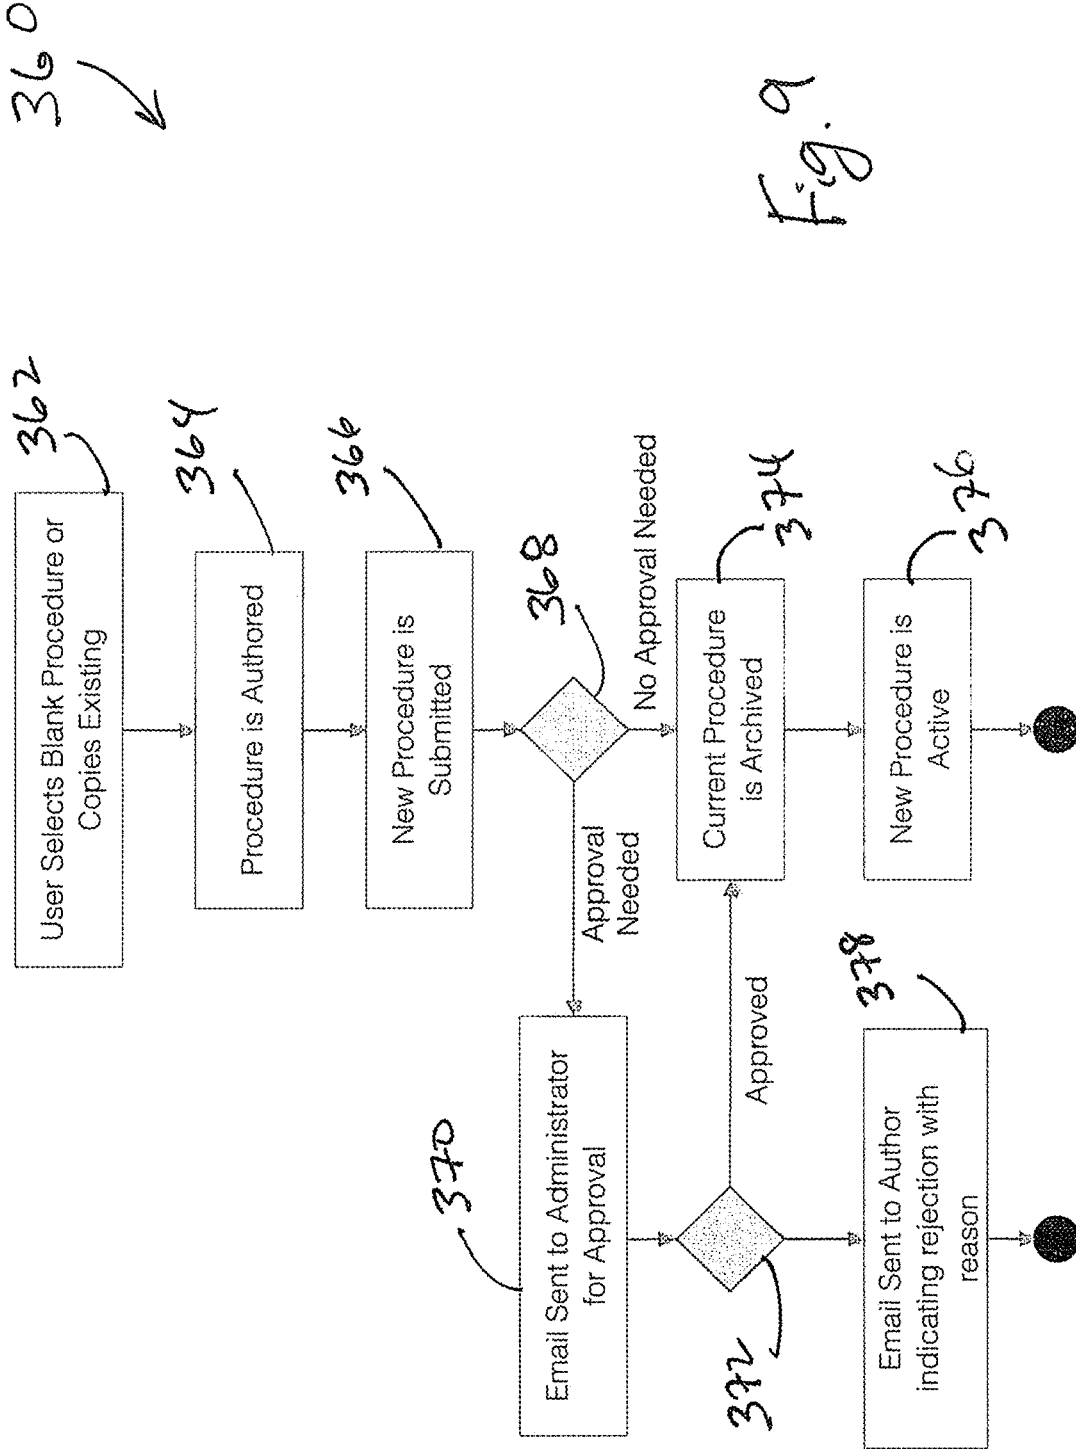 360
362
User Selects Blank Procedure or
Copies Existing
364
Procedure is Authored
366
New Procedure is
Submitted
368
Approval
Needed
No Approval Needed
370
Email Sent to Administrator
for Approval
372
Approved
374
Current Procedure
is Archived
376
New Procedure is
Active
378
Email Sent to Author
indicating rejection with
reason
Fig. 9